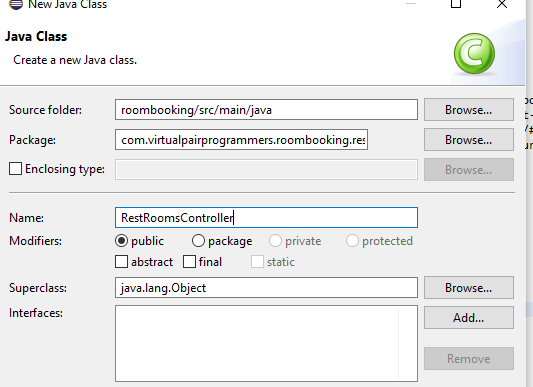 New Java Class
Java Class
Create a new Java class.
C
Source folder: roombooking/src/main/java Browse...
Package: com.virtualpairprogrammers.roombooking.res Browse...
Enclosing type: Browse...
Name: RestRoomsController
Modifiers: public package private protected
abstract final static
Superclass: java.lang.Object Browse...
Interfaces: Add...
Remove